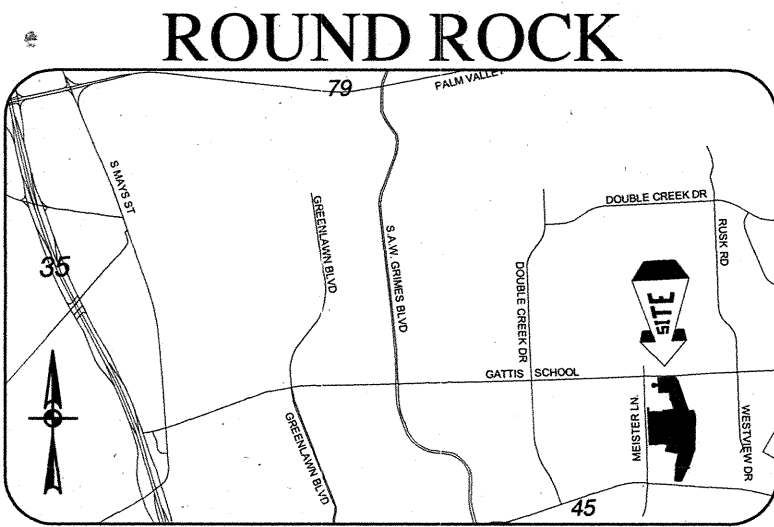 ROUND ROCK
79
PALM VALLEY
S MAYS ST
GREENLAWN BLVD
S.A.W. GRIMES BLVD
DOUBLE CREEK DR
RUSK RD
DOUBLE CREEK DR
35
SITE
GATTIS SCHOOL
MEISTER LN.
WESTVIEW DR
GREENLAWN BLVD
45